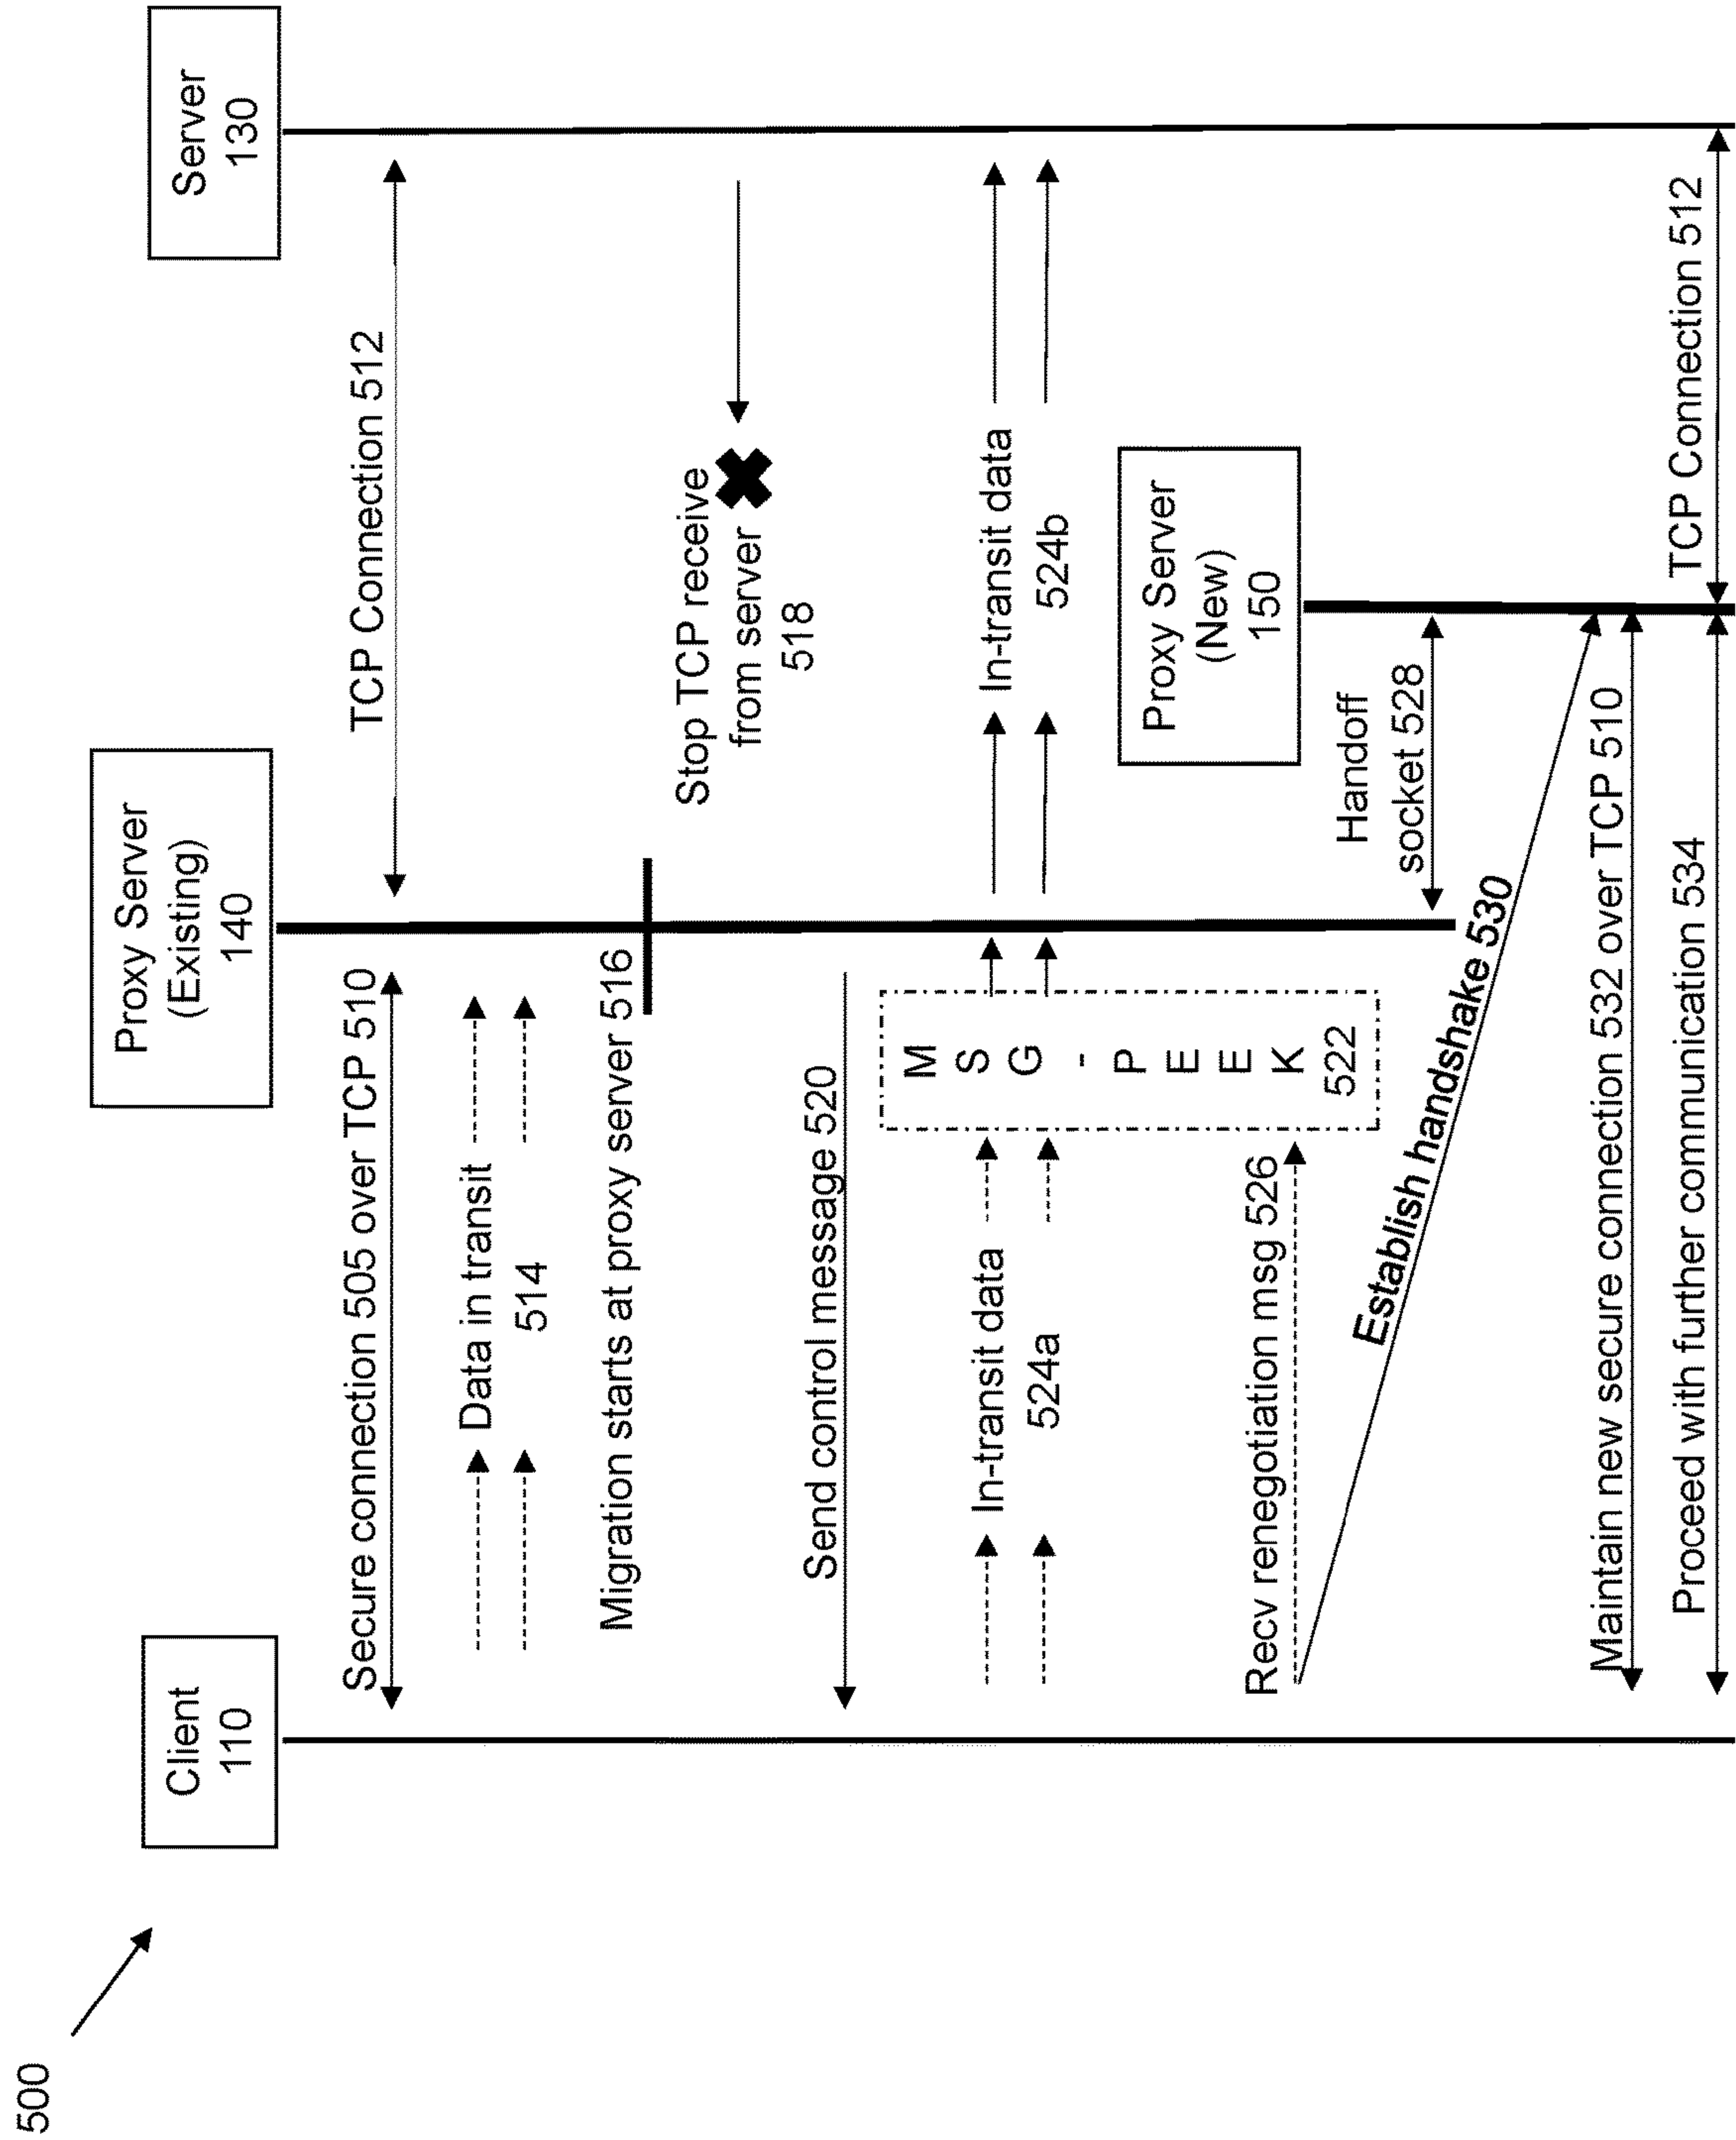 500
Client
110
Proxy Server
(Existing)
140
Server
130
Secure connection 505 over TCP 510
TCP Connection 512
Data in transit
514
Migration starts at proxy server 516
Stop TCP receive
from server
518
Send control message 520
M
S
G
-
P
E
E
K
522
In-transit data
524a
In-transit data
524b
Proxy Server
(New)
150
Recv renegotiation msg 526
Handoff
socket 528
Establish handshake 530
Maintain new secure connection 532 over TCP 510
Proceed with further communication 534
TCP Connection 512